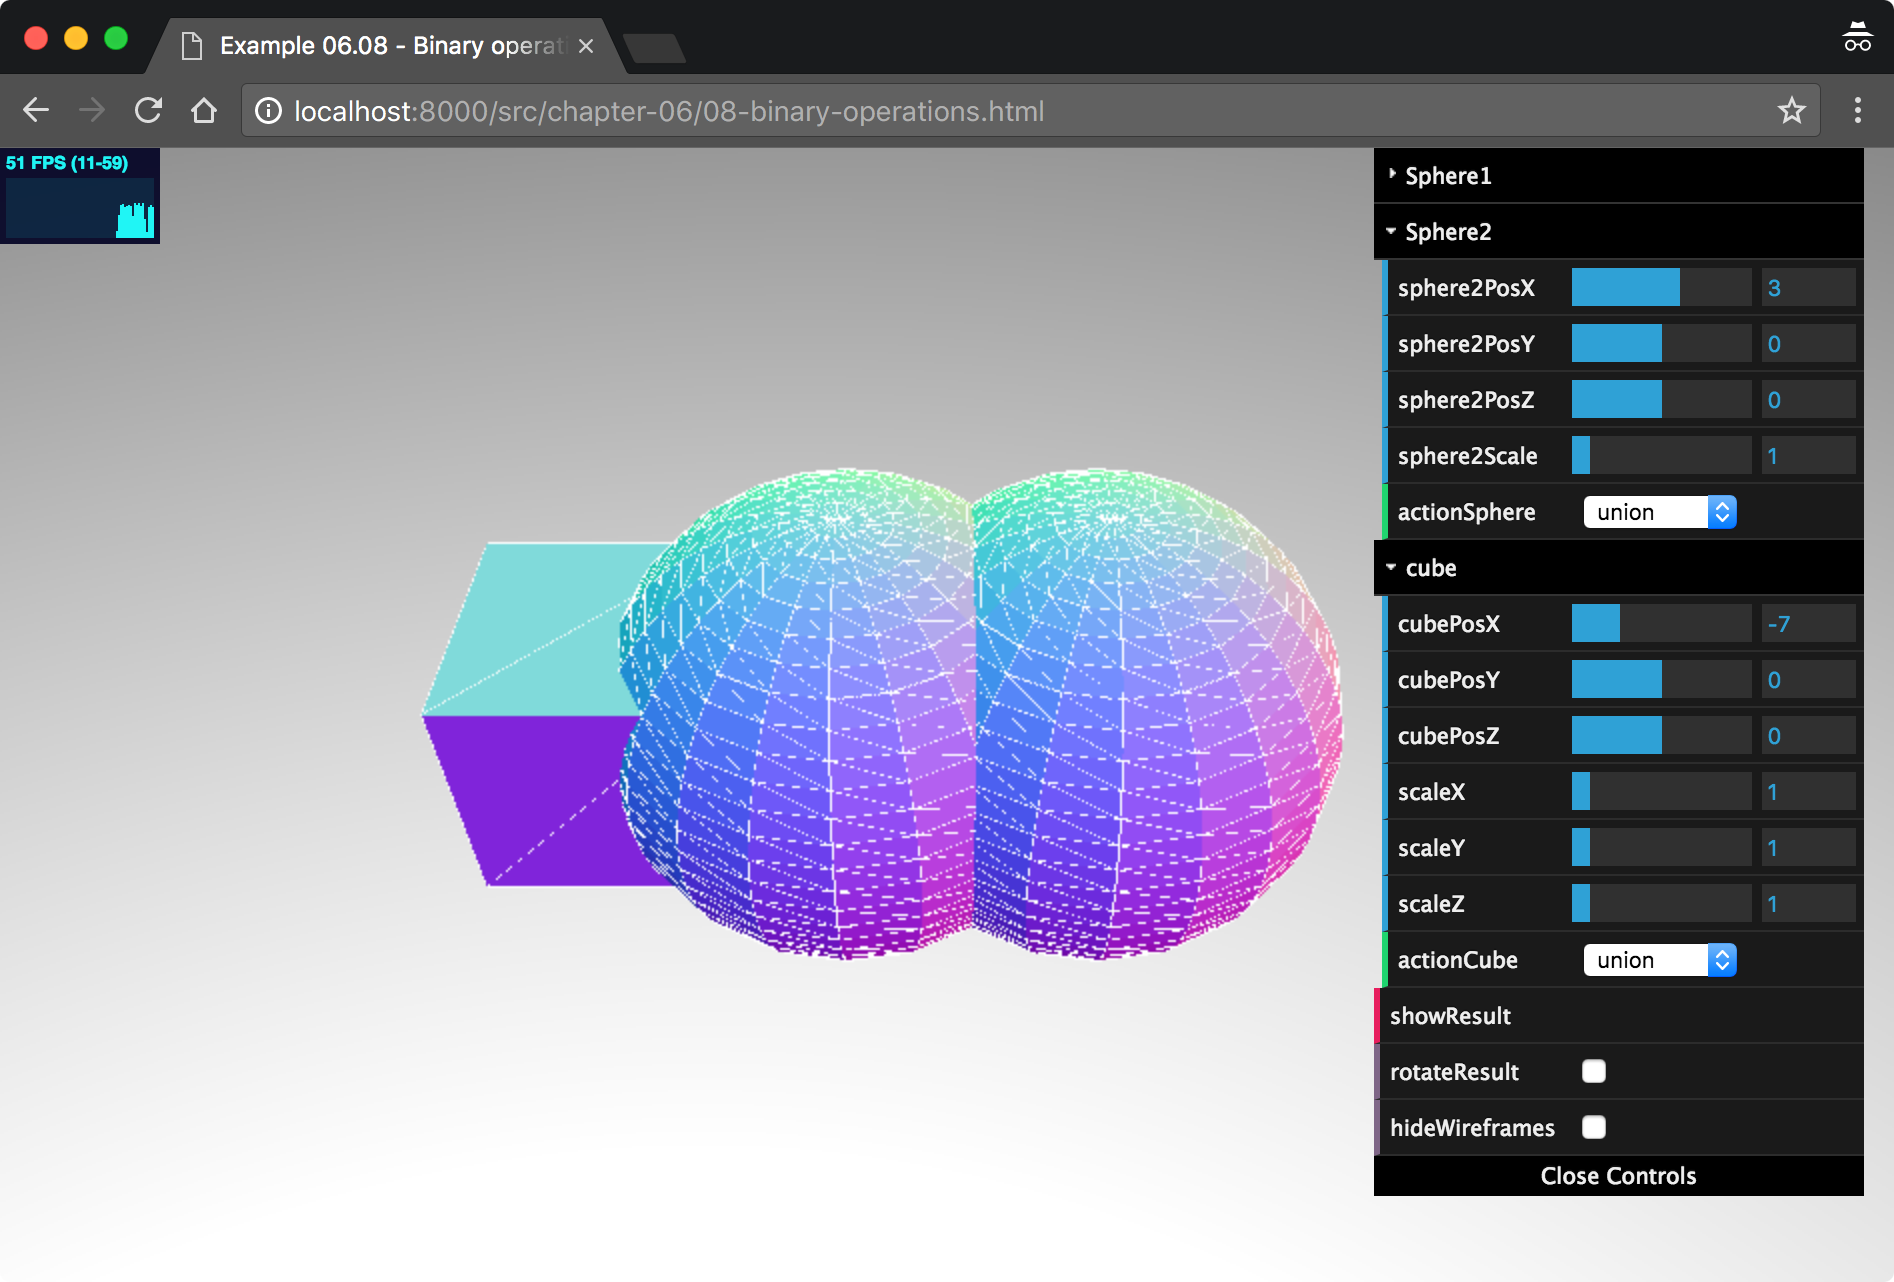 Example 06.08 - Binary operat
localhost:8000/src/chapter-06/08-binary-operations.html
51 FPS (11-59)
Sphere1
Sphere2
sphere2PosX 3
sphere2PosY 0
sphere2PosZ 0
sphere2Scale 1
actionSphere union
cube
cubePosX -7
cubePosY 0
cubePosZ 0
scaleX 1
scaleY 1
scaleZ 1
actionCube union
showResult
rotateResult
hideWireframes
Close Controls